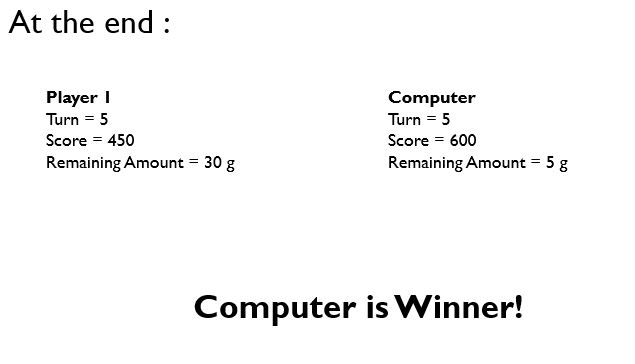 At the end :
Player 1
Turn = 5
Score = 450
Remaining Amount = 30 g
Computer
Turn = 5
Score = 600
Remaining Amount = 5 g
Computer is Winner!